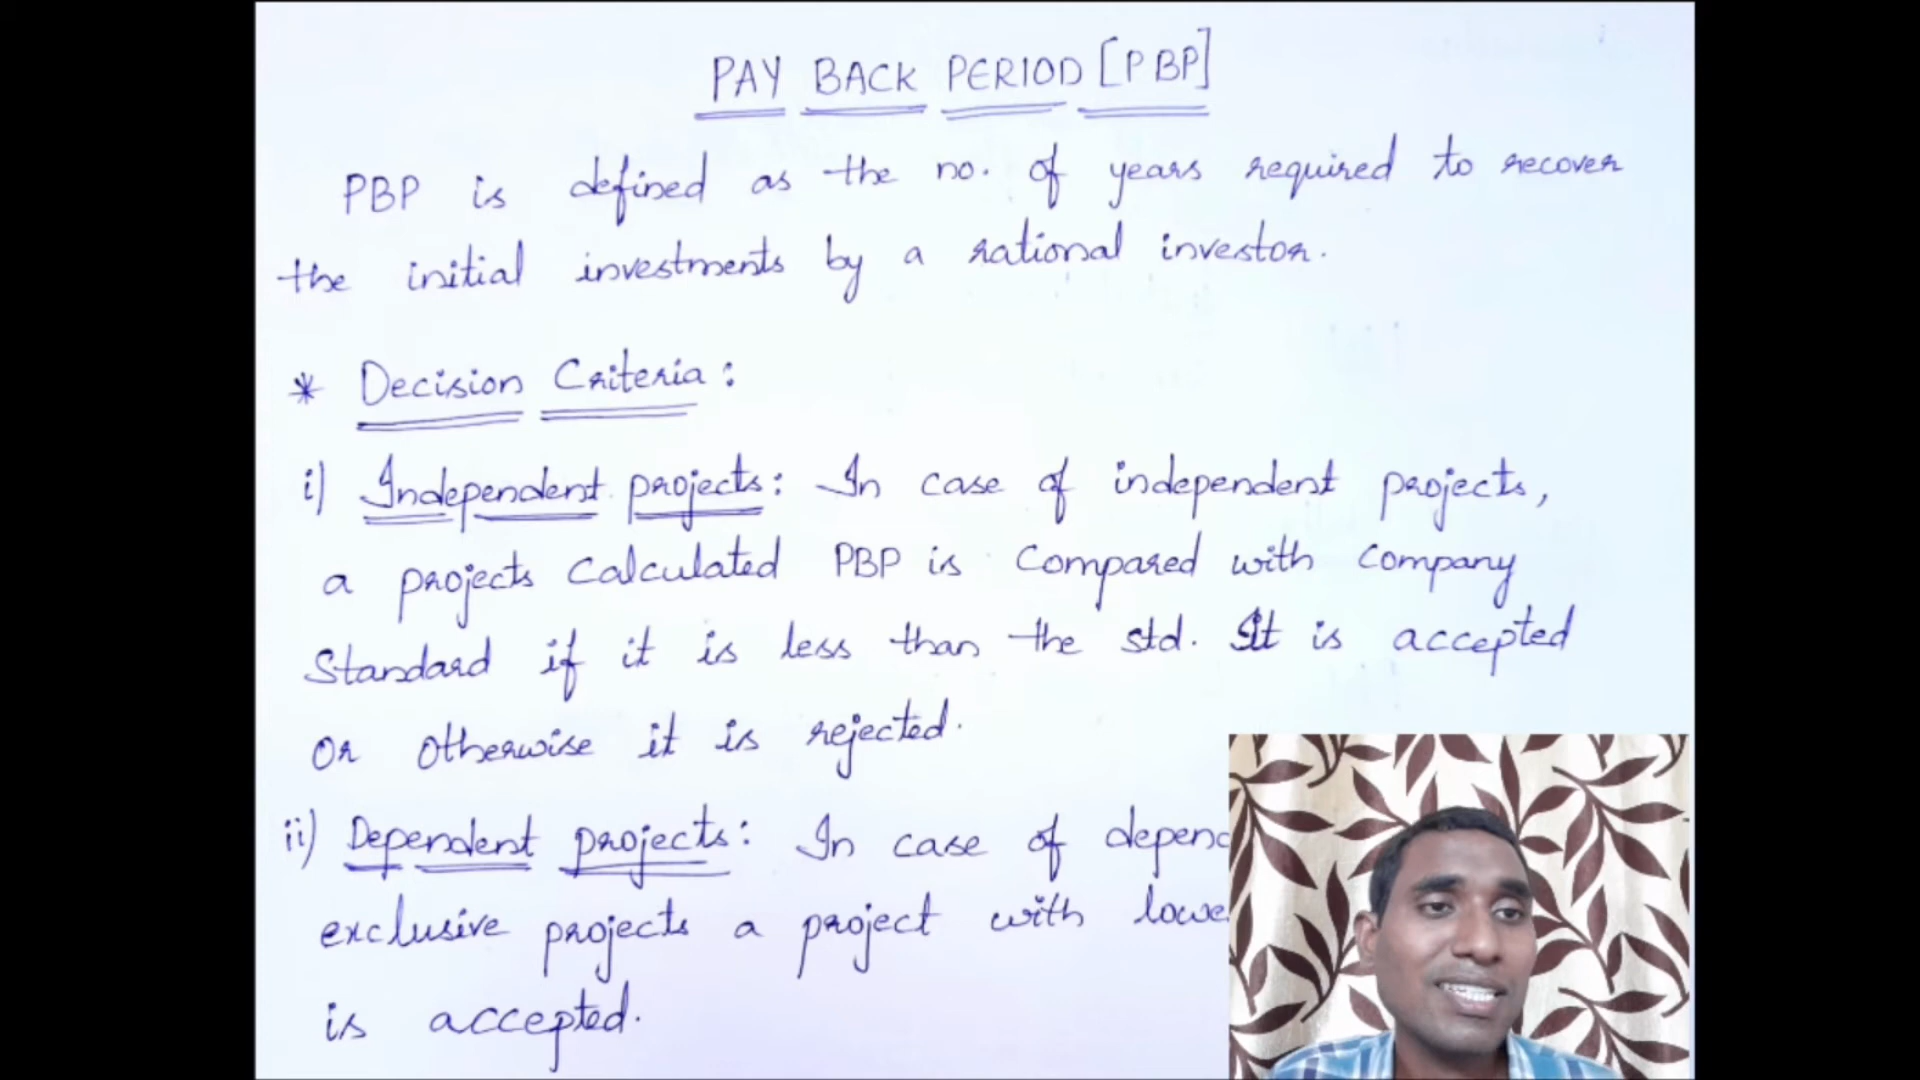 PAY BACK PERIOD [PBP]
PBP is defined as the no. of years required to recover
the initial investments by a rational investor.
* Decision Criteria:
i) Independent projects: In case of independent projects,
a projects calculated PBP is compared with company
Standard if it is less than the std. It is accepted
Or Otherwise it is rejected.
ii) Dependent projects: In case of
exclusive projects a project with
is accepted.